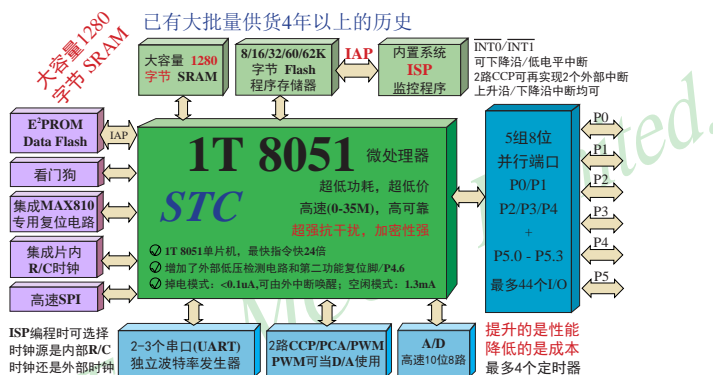 已有大批量供货4年以上的历史
大容量1280
字节 SRAM
大容量 1280
字节 SRAM
8/16/32/60/62K
字节 Flash
程序存储器
IAP
内置系统
ISP
监控程序
INT0/INT1
可下降沿/低电平中断
2路CCP可再实现2个外部中断
上升沿/下降沿中断均可
E²PROM
Data Flash
IAP
看门狗
集成MAX810
专用复位电路
集成片内
R/C时钟
高速SPI
1T 8051 微处理器
STC
超低功耗，超低价
高速(0-35M)，高可靠
超强抗干扰，加密性强
1T 8051单片机，最快指令快24倍
增加了外部低压检测电路和第二功能复位脚/P4.6
掉电模式：<0.1uA,可由外中断唤醒；空闲模式：1.3mA
5组8位
并行端口
P0/P1
P2/P3/P4
+
P5.0 - P5.3
最多44个I/O
P0
P1
P2
P3
P4
P5
ISP编程时可选择
时钟源是内部R/C
时钟还是外部时钟
2-3个串口(UART)
独立波特率发生器
2路CCP/PCA/PWM
PWM可当D/A使用
A/D
高速10位8路
提升的是性能
降低的是成本
最多4个定时器